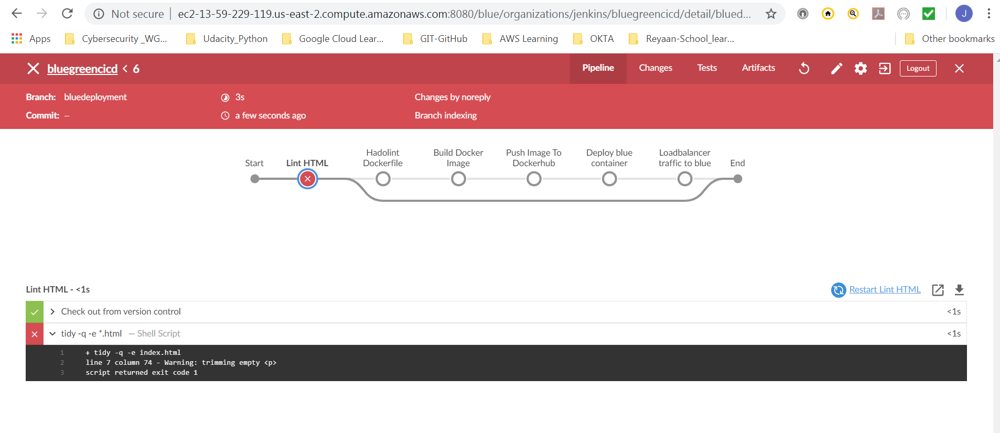 Not secure | ec2-13-59-229-119.us-east-2.compute.amazonaws.com:8080/blue/organizations/jenkins/bluegreencicd/detail/blued...
J
Apps Cybersecurity _WG... Udacity_Python Google Cloud Lear... GIT-GitHub AWS Learning OKTA Reyaan-School_lear... Other bookmarks
bluegreencicd < 6 Pipeline Changes Tests Artifacts Logout
Branch: bluedeployment 3s Changes by noreply
Commit: – a few seconds ago Branch indexing
Start
Lint HTML
Hadolint
Dockerfile
Build Docker
Image
Push Image To
Dockerhub
Deploy blue
container
Loadbalancer
traffic to blue
End
Lint HTML - <1s Restart Lint HTML
Check out from version control <1s
tidy -q -e *.html — Shell Script <1s
1 + tidy -q -e index.html
2 line 7 column 74 - Warning: trimming empty <p>
3 script returned exit code 1